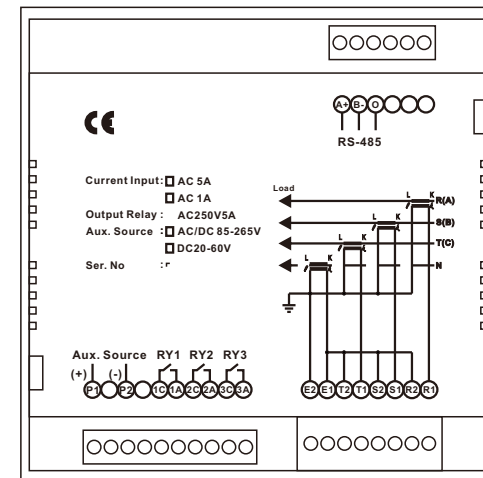 A+ B- O
RS-485
CE
Current Input: AC 5A
AC 1A
Output Relay : AC250V5A
Aux. Source : AC/DC 85-265V
DC20-60V
Ser. No :
Load
L K R(A)
L K S(B)
L K T(C)
L K N
Aux. Source RY1 RY2 RY3
(+) (-)
P1 P2 1C 1A 2C 2A 3C 3A
E2 E1 T2 T1 S2 S1 R2 R1